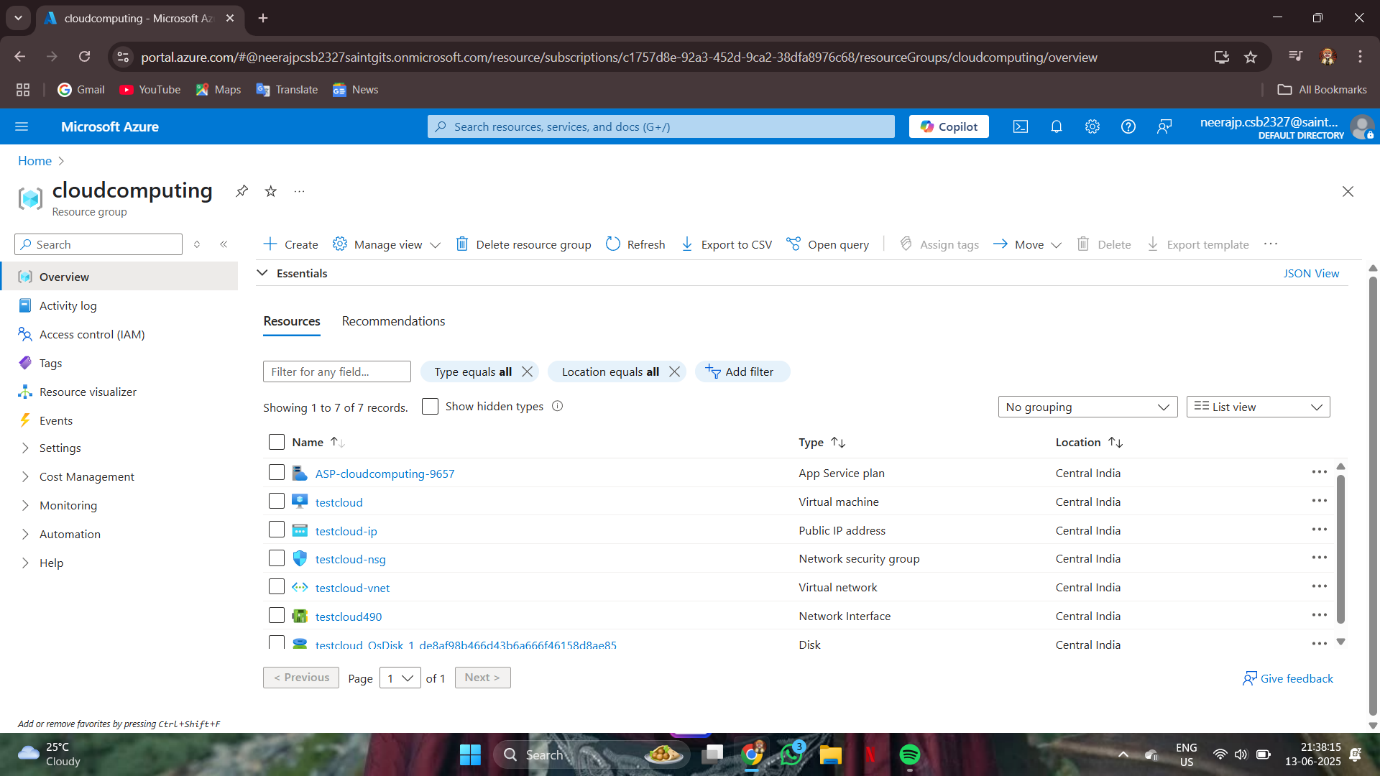 cloudcomputing - Microsoft Az
portal.azure.com/#@neerajpcsb2327saintgits.onmicrosoft.com/resource/subscriptions/c1757d8e-92a3-452d-9ca2-38dfa8976c68/resourceGroups/cloudcomputing/overview
Gmail YouTube Maps Translate News All Bookmarks
Microsoft Azure Search resources, services, and docs (G+/) Copilot neerajp.csb2327@saint...
DEFAULT DIRECTORY
Home
cloudcomputing
Resource group
Search
Create Manage view Delete resource group Refresh Export to CSV Open query Assign tags Move Delete Export template
Overview
Activity log
Access control (IAM)
Tags
Resource visualizer
Events
Settings
Cost Management
Monitoring
Automation
Help
Essentials JSON View
Resources Recommendations
Filter for any field... Type equals all Location equals all Add filter
Showing 1 to 7 of 7 records. Show hidden types No grouping List view
Name Type Location
ASP-cloudcomputing-9657 App Service plan Central India
testcloud Virtual machine Central India
testcloud-ip Public IP address Central India
testcloud-nsg Network security group Central India
testcloud-vnet Virtual network Central India
testcloud490 Network Interface Central India
testcloud_OsDisk_1_de8af98b466d43b6a666f46158d8ae85 Disk Central India
< Previous Page 1 of 1 Next > Give feedback
Add or remove favorites by pressing Ctrl+Shift+F
25°C
Cloudy
Search
3
ENG
US
21:38:15
13-06-2025